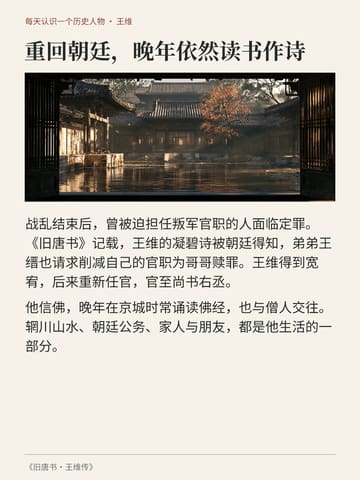 每天认识一个历史人物 · 王维
重回朝廷，晚年依然读书作诗
战乱结束后，曾被迫担任叛军官职的人面临定罪。
《旧唐书》记载，王维的凝碧诗被朝廷得知，弟弟王
缙也请求削减自己的官职为哥哥赎罪。王维得到宽
宥，后来重新任官，官至尚书右丞。
他信佛，晚年在京城时常诵读佛经，也与僧人交往。
辋川山水、朝廷公务、家人与朋友，都是他生活的一
部分。
《旧唐书·王维传》